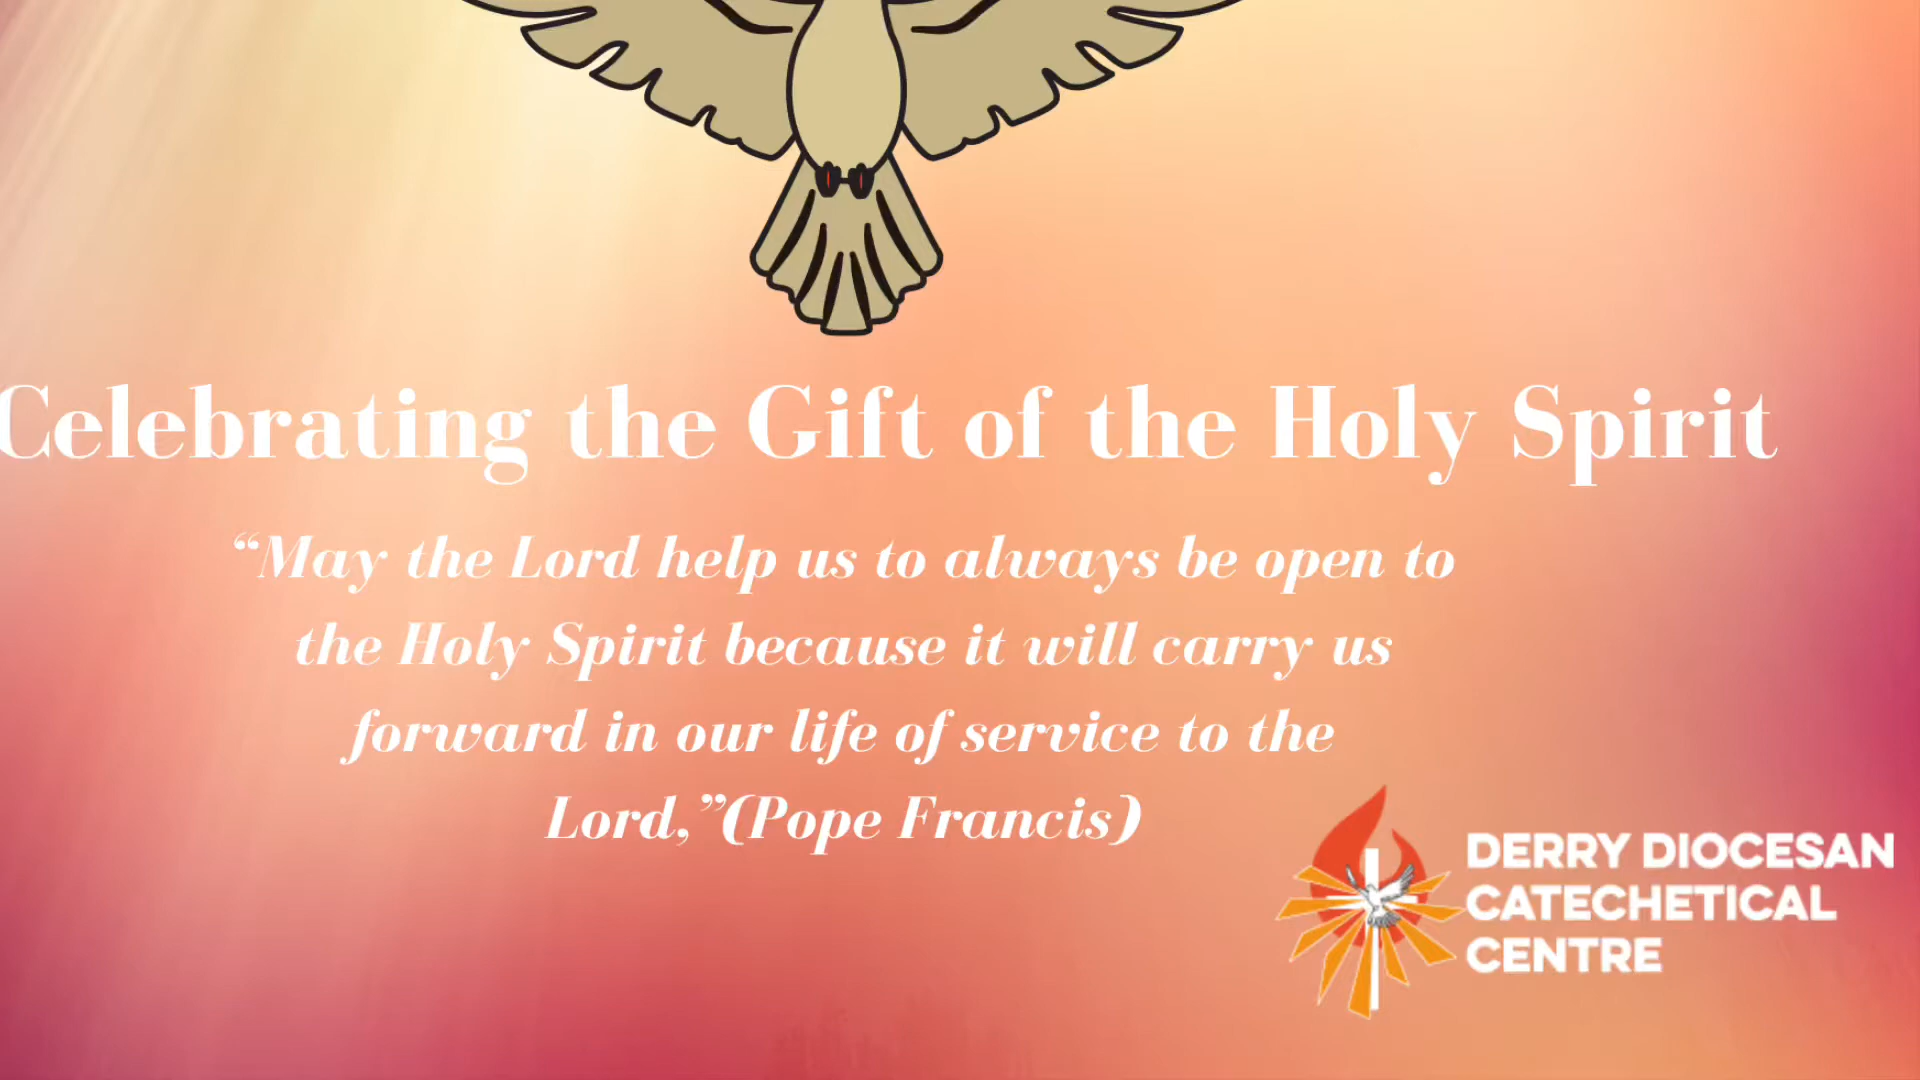 Celebrating the Gift of the Holy Spirit
“May the Lord help us to always be open to
the Holy Spirit because it will carry us
forward in our life of service to the
Lord,”(Pope Francis)
DERRY DIOCESAN
CATECHETICAL
CENTRE